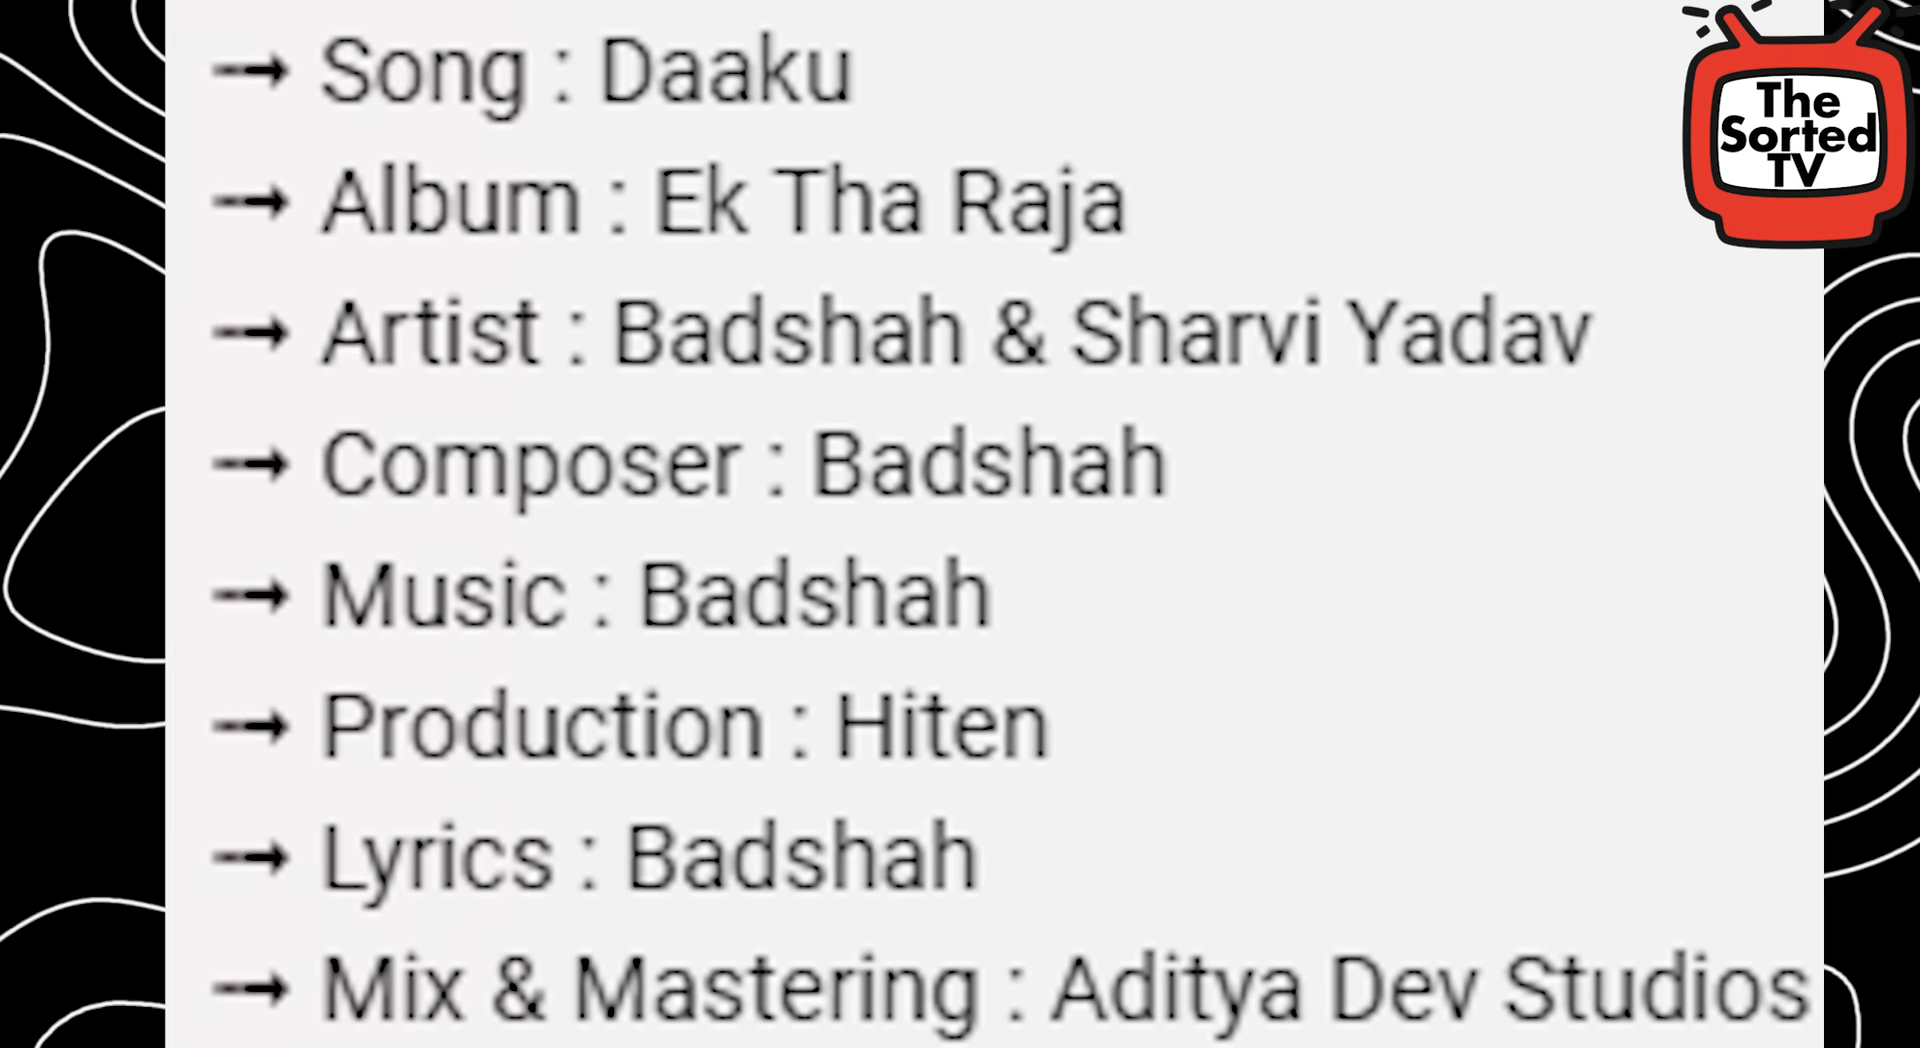 → Song : Daaku
→ Album : Ek Tha Raja
→ Artist : Badshah & Sharvi Yadav
→ Composer : Badshah
→ Music : Badshah
→ Production : Hiten
→ Lyrics : Badshah
→ Mix & Mastering : Aditya Dev Studios
The
Sorted
TV